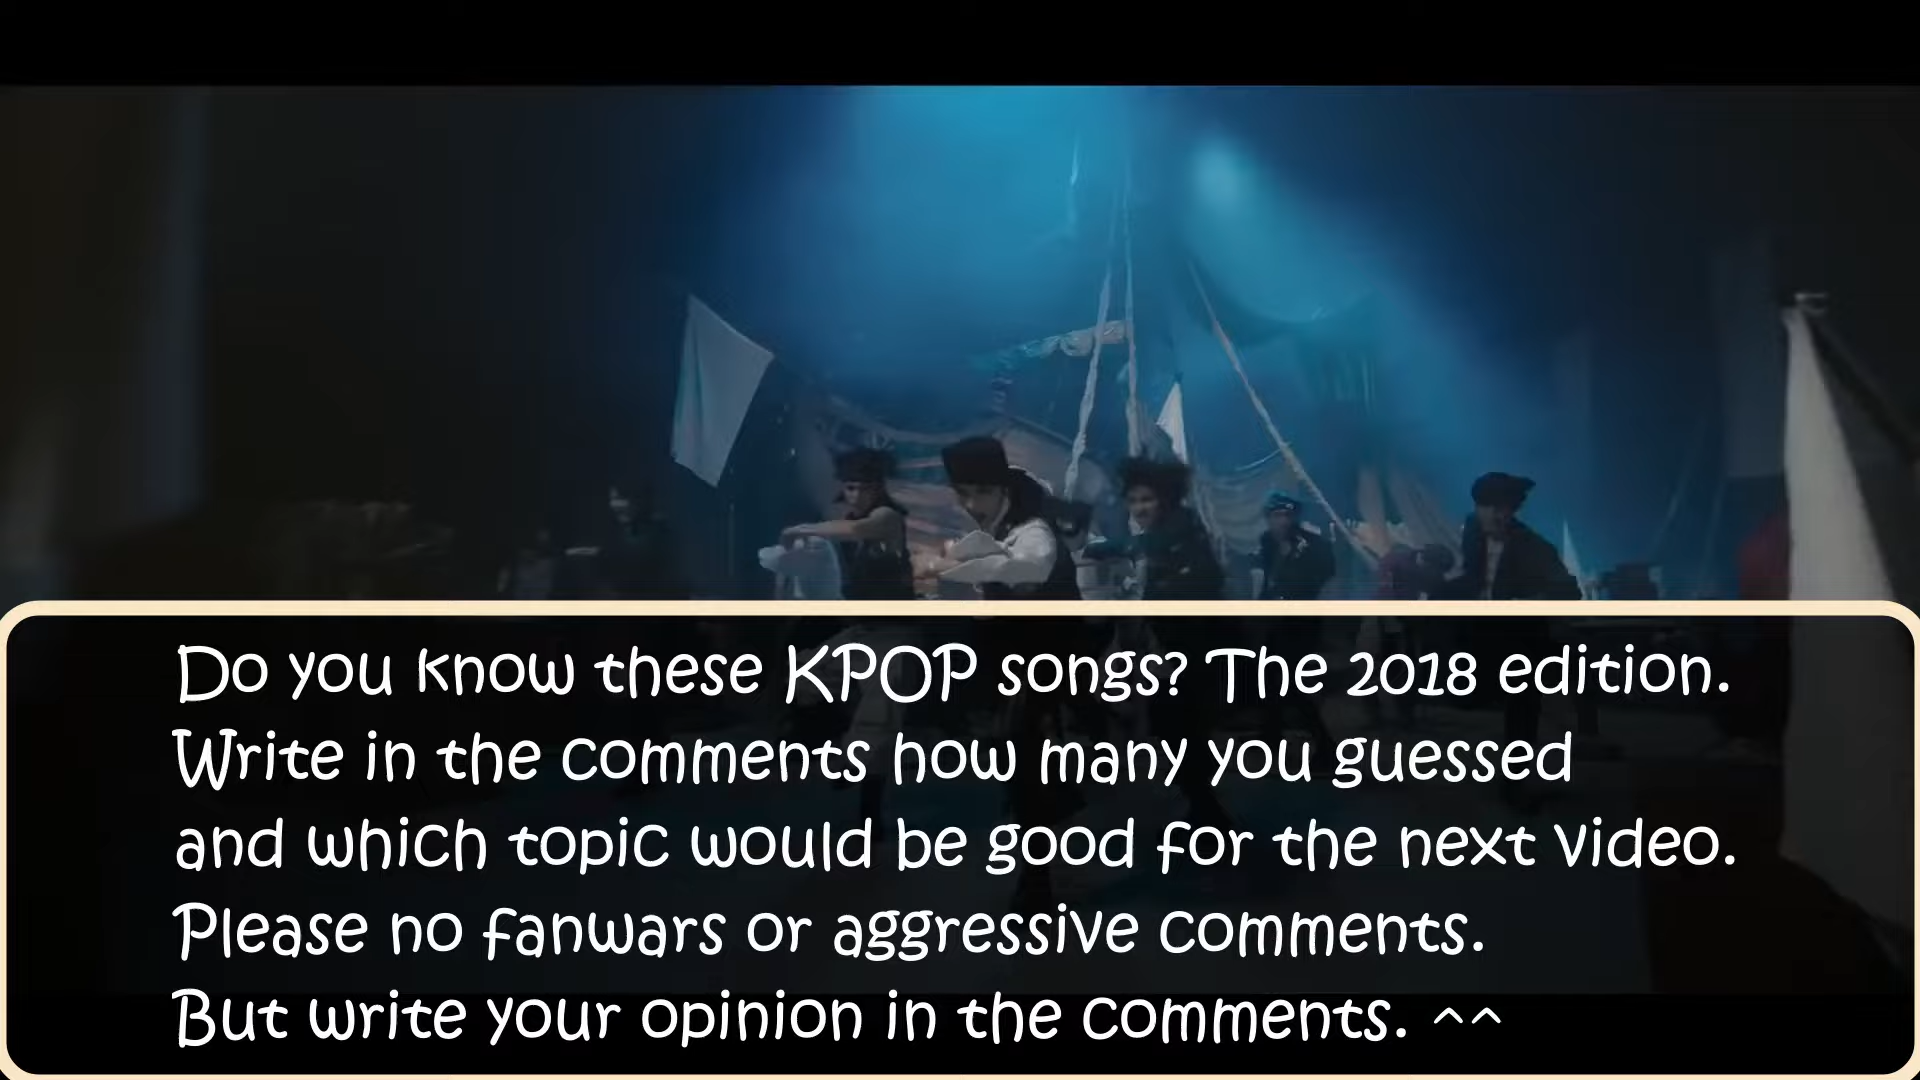 Do you know these KPOP songs? The 2018 edition.
Write in the comments how many you guessed
and which topic would be good for the next video.
Please no fanwars or aggressive comments.
But write your opinion in the comments. ^^